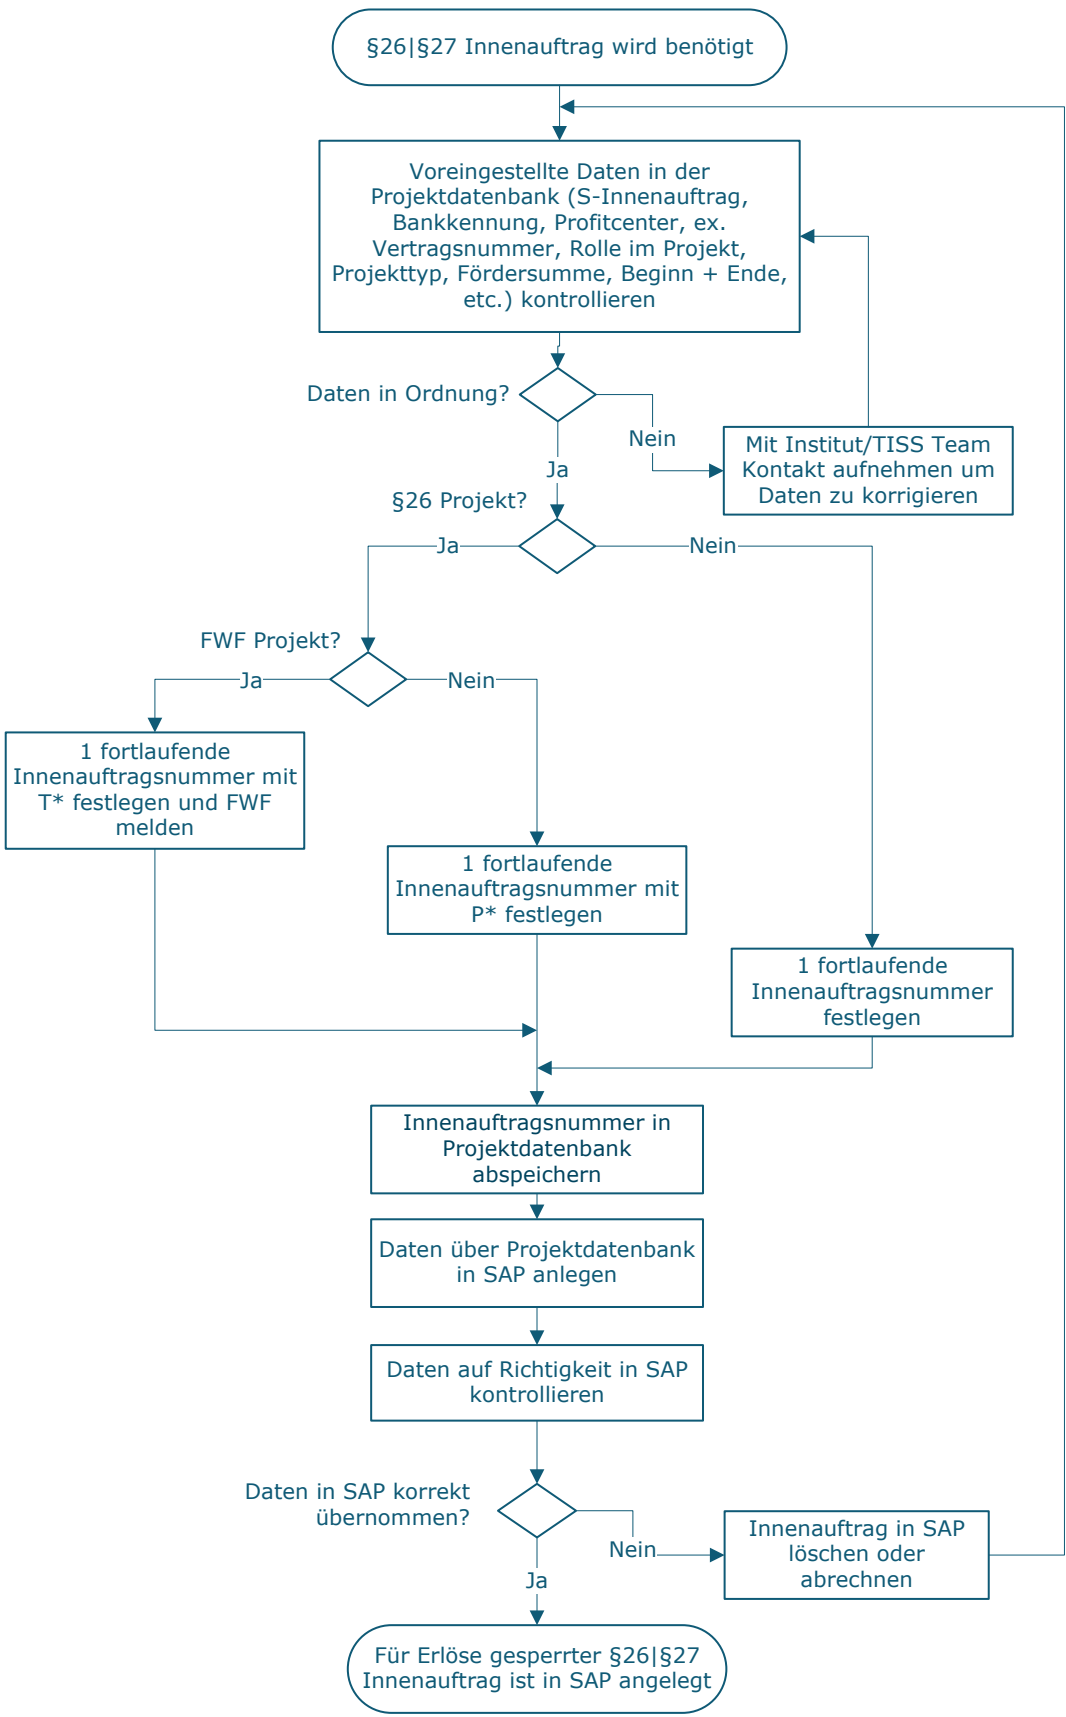 §26|§27 Innenauftrag wird benötigt
Voreingestellte Daten in der
Projektdatenbank (S-Innenauftrag,
Bankkennung, Profitcenter, ex.
Vertragsnummer, Rolle im Projekt,
Projekttyp, Fördersumme, Beginn + Ende,
etc.) kontrollieren
Daten in Ordnung?
Nein
Mit Institut/TISS Team
Kontakt aufnehmen um
Daten zu korrigieren
Ja
§26 Projekt?
Ja
Nein
FWF Projekt?
Ja
Nein
1 fortlaufende
Innenauftragsnummer mit
T* festlegen und FWF
melden
1 fortlaufende
Innenauftragsnummer mit
P* festlegen
1 fortlaufende
Innenauftragsnummer
festlegen
Innenauftragsnummer in
Projektdatenbank
abspeichern
Daten über Projektdatenbank
in SAP anlegen
Daten auf Richtigkeit in SAP
kontrollieren
Daten in SAP korrekt
übernommen?
Nein
Innenauftrag in SAP
löschen oder
abrechnen
Ja
Für Erlöse gesperrter §26|§27
Innenauftrag ist in SAP angelegt